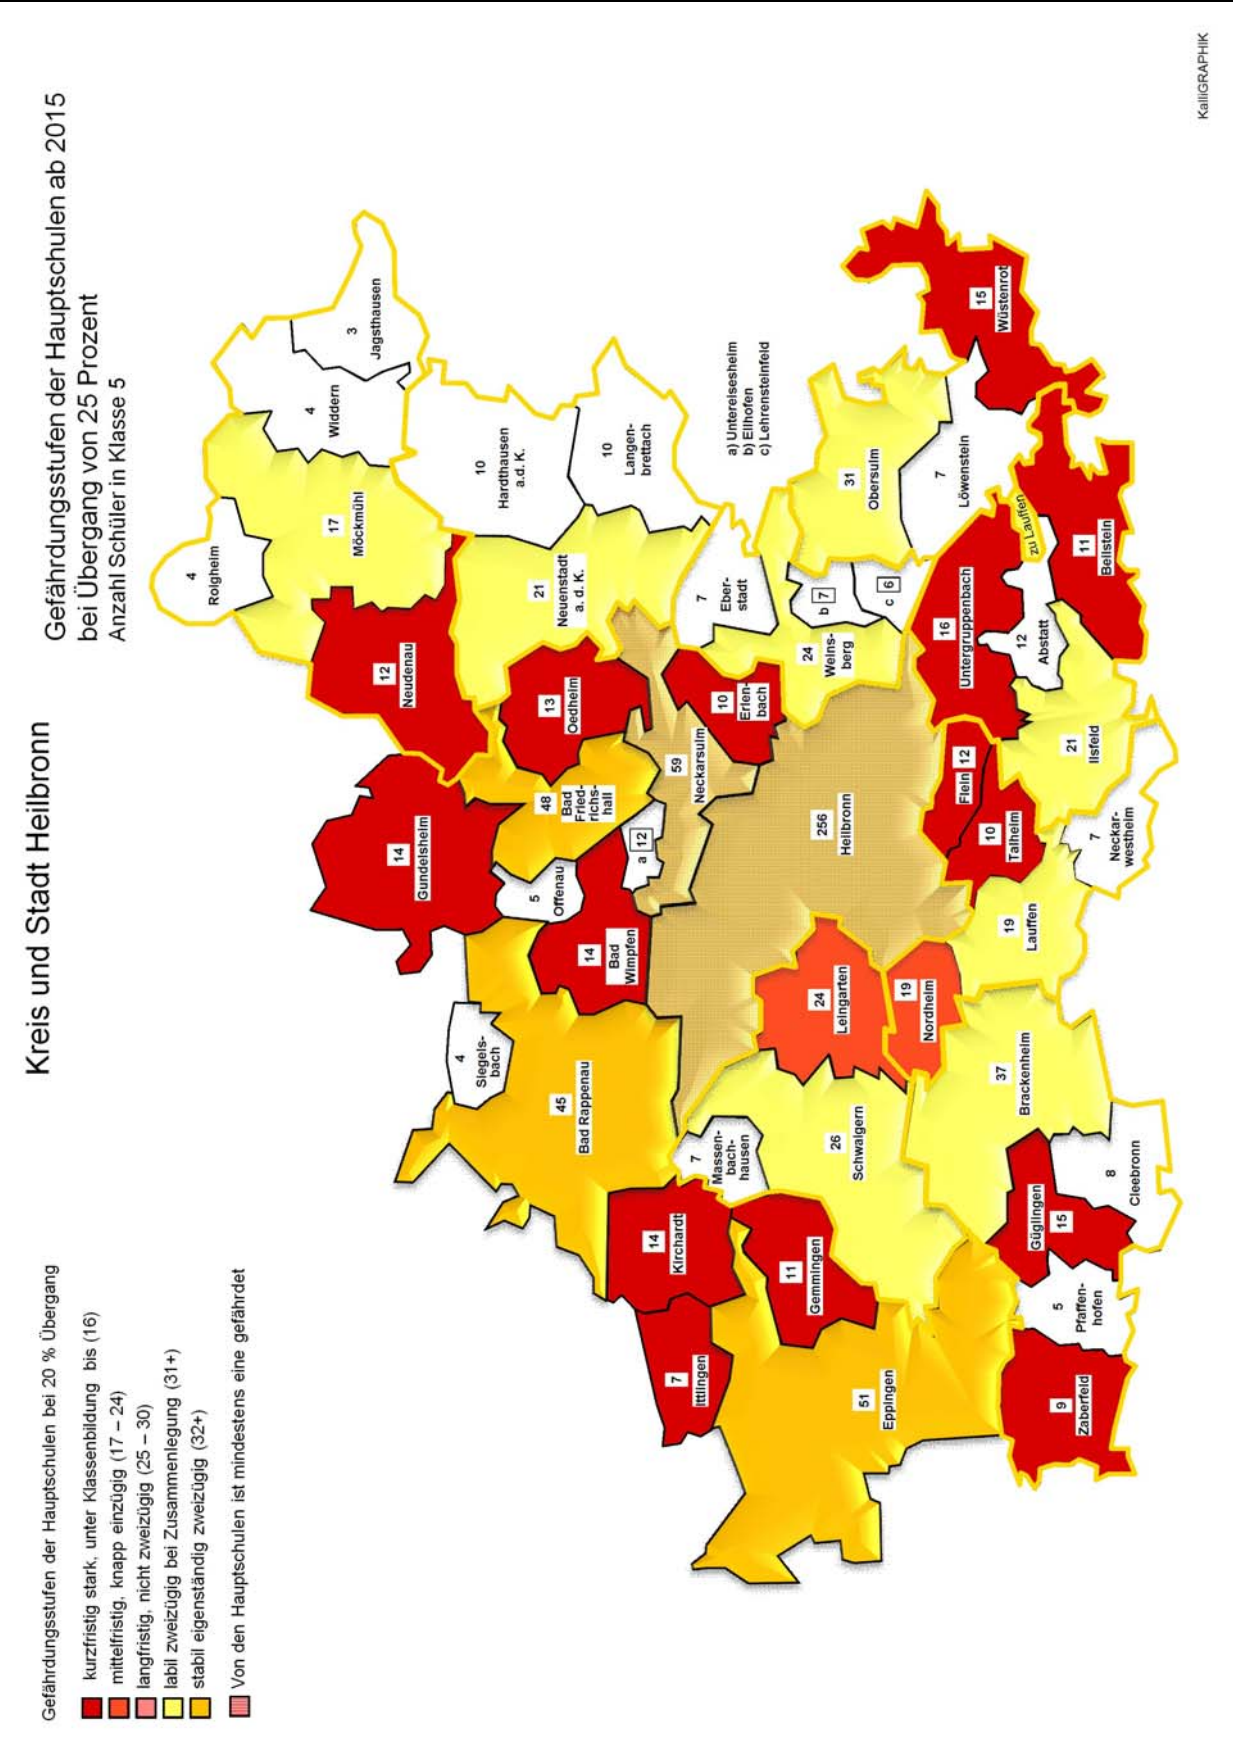 Kreis und Stadt Heilbronn
Gefährdungsstufen der Hauptschulen ab 2015
bei Übergang von 25 Prozent
Anzahl Schüler in Klasse 5
Gefährdungsstufen der Hauptschulen bei 20 % Übergang
kurzfristig stark, unter Klassenbildung bis (16)
mittelfristig, knapp einzügig (17 – 24)
langfristig, nicht zweizügig (25 – 30)
labil zweizügig bei Zusammenlegung (31+)
stabil eigenständig zweizügig (32+)
Von den Hauptschulen ist mindestens eine gefährdet
4
Roigheim
4
Widdern
3
Jagsthausen
17
Möckmühl
12
Neudenau
10
Hardthausen
a.d. K.
14
Gundelsheim
21
Neuenstadt
a. d. K.
10
Langen-
brettach
13
Oedheim
48
Bad
Fried-
richs-
hall
5
Offenau
4
Siegels-
bach
14
Bad
Wimpfen
45
Bad Rappenau
a 12
59
Neckarsulm
10
Erlen-
bach
7
Eber-
stadt
a) Untereisesheim
b) Ellhofen
c) Lehrensteinfeld
14
Kirchardt
7
Ittlingen
7
Massen-
bach-
hausen
11
Gemmingen
26
Schwaigern
24
Leingarten
256
Heilbronn
24
Weins-
berg
b 7
c 6
31
Obersulm
7
Löwenstein
15
Wüstenrot
51
Eppingen
19
Nordheim
Flein 12
10
Talheim
16
Untergruppenbach
zu Lauffen
12
Abstatt
11
Beilstein
21
Ilsfeld
7
Neckar-
westheim
19
Lauffen
37
Brackenheim
8
Cleebronn
Güglingen
15
5
Pfaffen-
hofen
9
Zaberfeld
KalliGRAPHIK